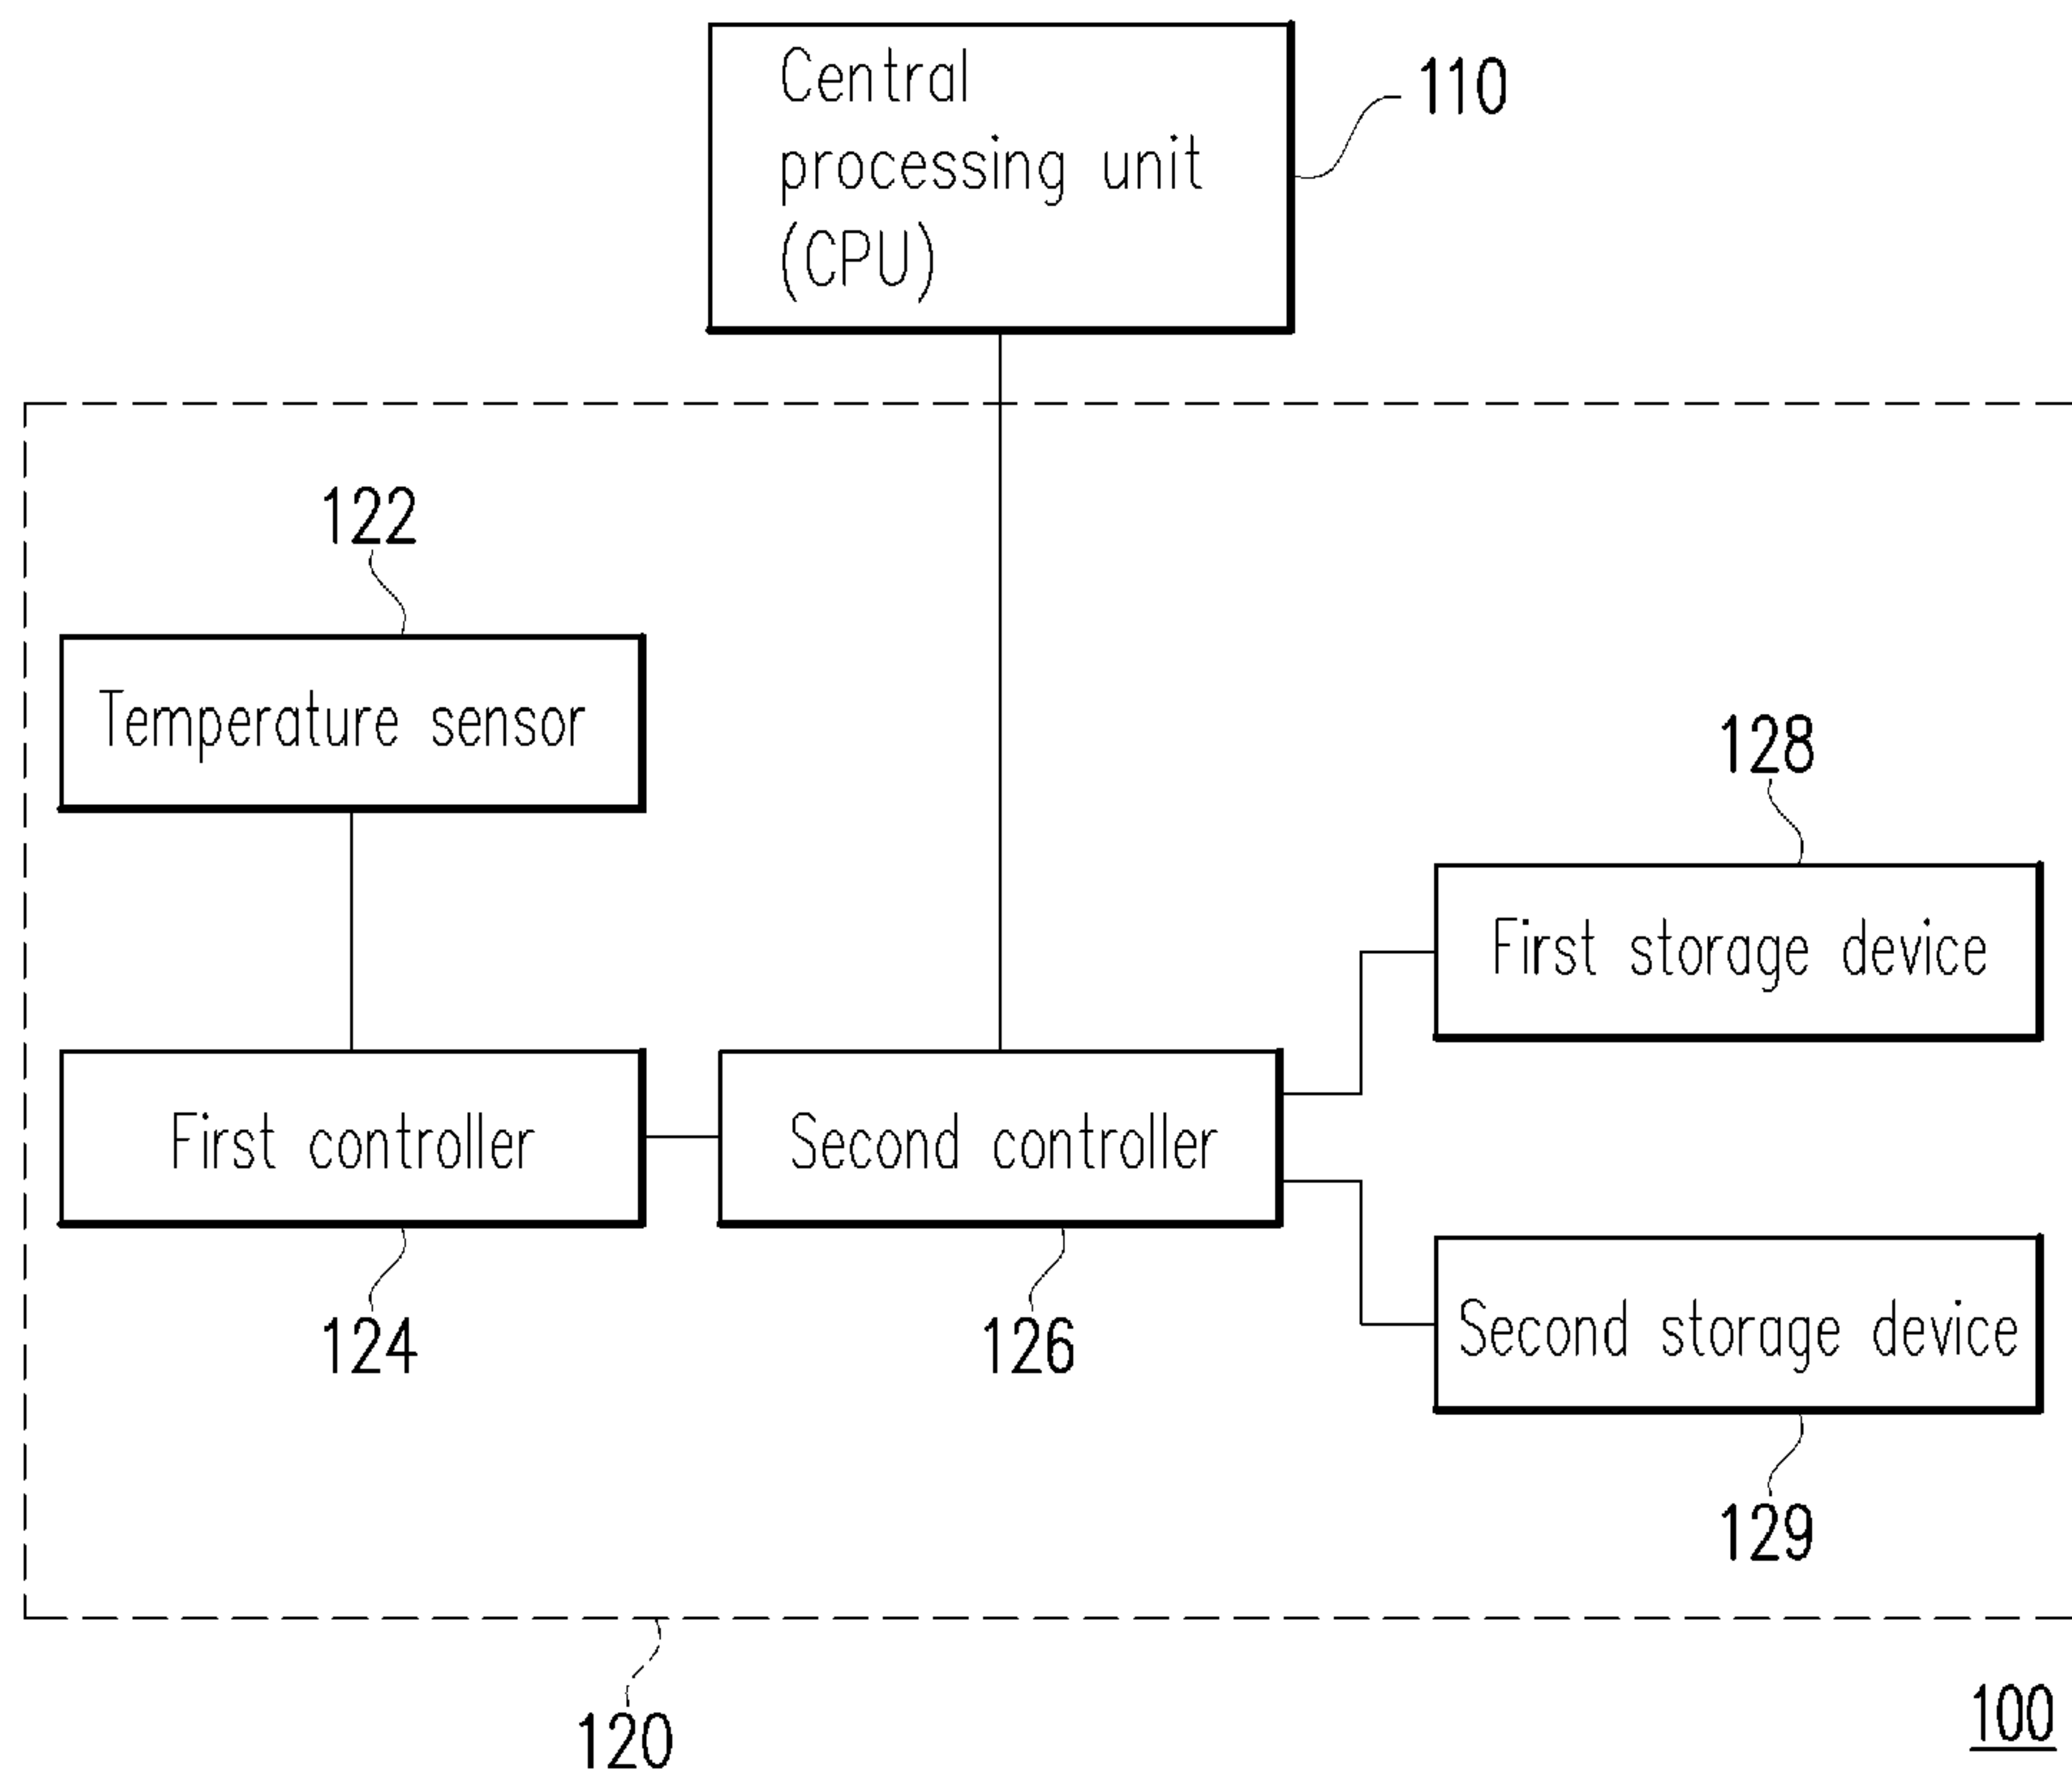 Central
processing unit
(CPU)
110
122
Temperature sensor
128
First storage device
First controller
Second controller
124
126
Second storage device
129
120
100